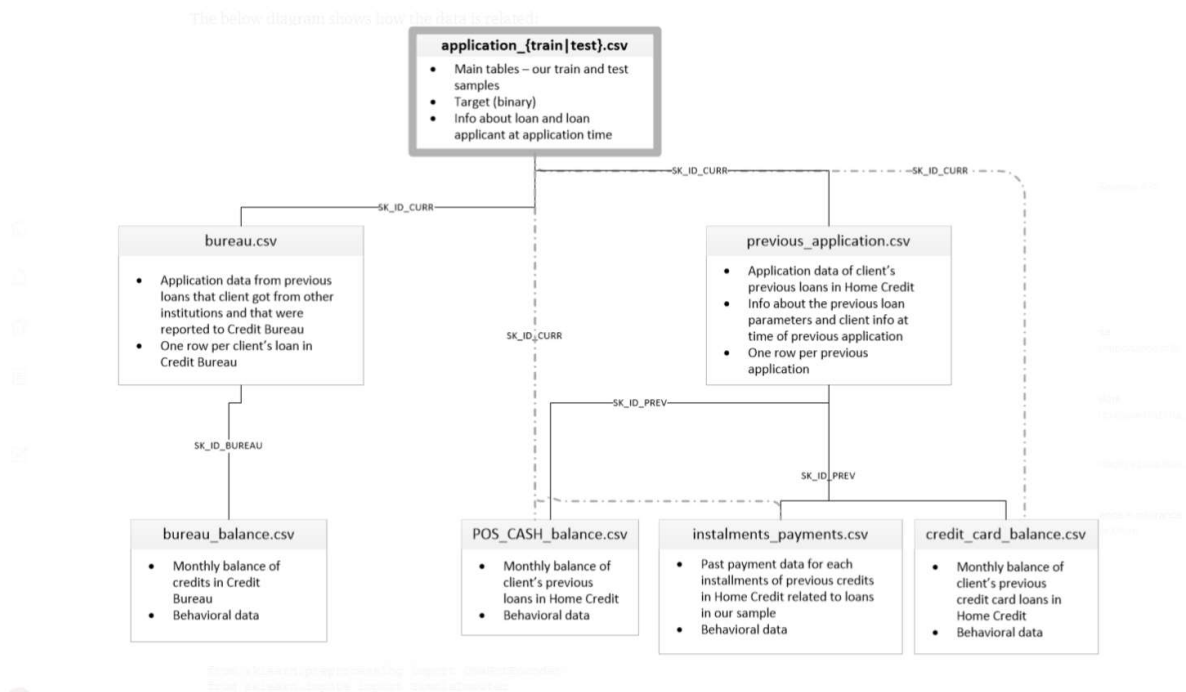 The below diagram shows how the data is related:
application_{train|test}.csv
• Main tables – our train and test
samples
• Target (binary)
• Info about loan and loan
applicant at application time
SK_ID_CURR
SK_ID_CURR
SK_ID_CURR
bureau.csv
• Application data from previous
loans that client got from other
institutions and that were
reported to Credit Bureau
• One row per client's loan in
Credit Bureau
previous_application.csv
• Application data of client's
previous loans in Home Credit
• Info about the previous loan
parameters and client info at
time of previous application
• One row per previous
application
SK_ID_CURR
SK_ID_PREV
SK_ID_BUREAU
SK_ID_PREV
bureau_balance.csv
• Monthly balance of
credits in Credit
Bureau
• Behavioral data
POS_CASH_balance.csv
• Monthly balance of
client's previous
loans in Home Credit
• Behavioral data
instalments_payments.csv
• Past payment data for each
installments of previous credits
in Home Credit related to loans
in our sample
• Behavioral data
credit_card_balance.csv
• Monthly balance of
client's previous
credit card loans in
Home Credit
• Behavioral data